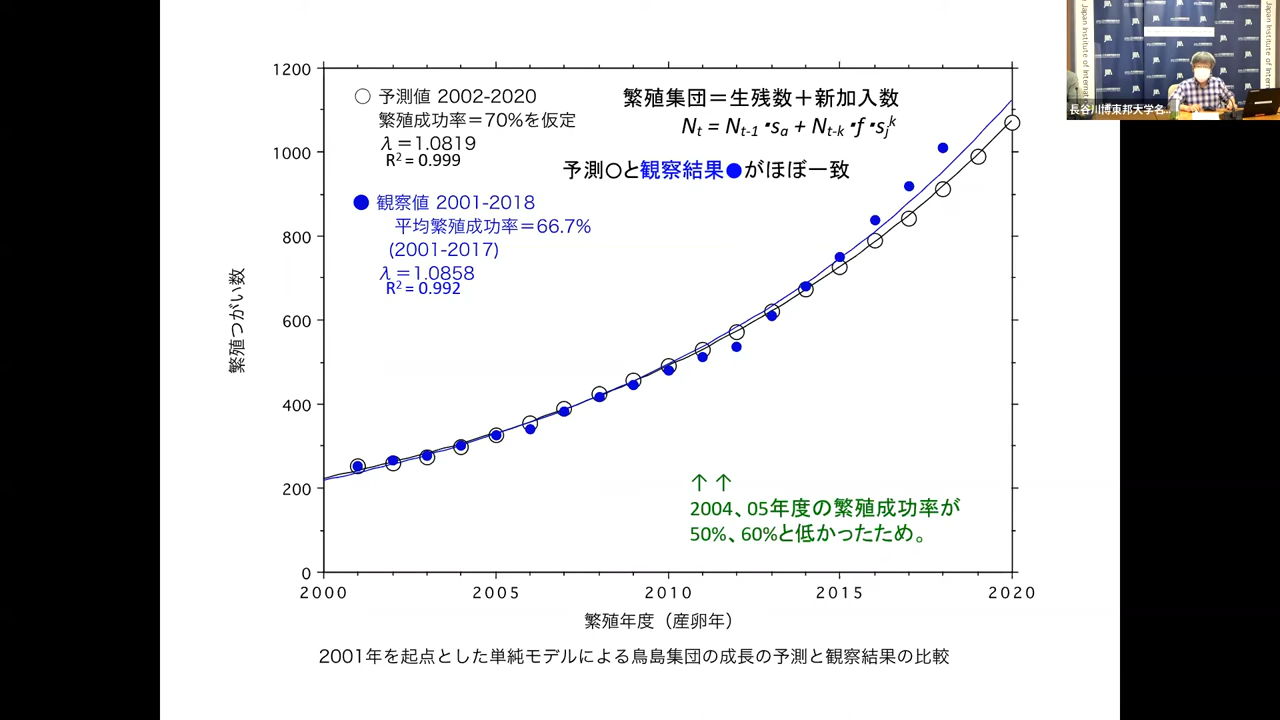 1200
1000
800
600
400
200
0
繁殖つがい数
○ 予測値 2002-2020
繁殖成功率＝70%を仮定
λ＝1.0819
R² = 0.999
● 観察値 2001-2018
平均繁殖成功率＝66.7%
(2001-2017)
λ＝1.0858
R² = 0.992
繁殖集団＝生残数＋新加入数
Nt = Nt-1・sa + Nt-k・f・sj^k
予測○と観察結果●がほぼ一致
↑ ↑
2004、05年度の繁殖成功率が
50%、60%と低かったため。
2000 2005 2010 2015 2020
繁殖年度（産卵年）
2001年を起点とした単純モデルによる鳥島集団の成長の予測と観察結果の比較
Japan Institute of Internat
Japan Institute of Internat
長谷川博東邦大学名...